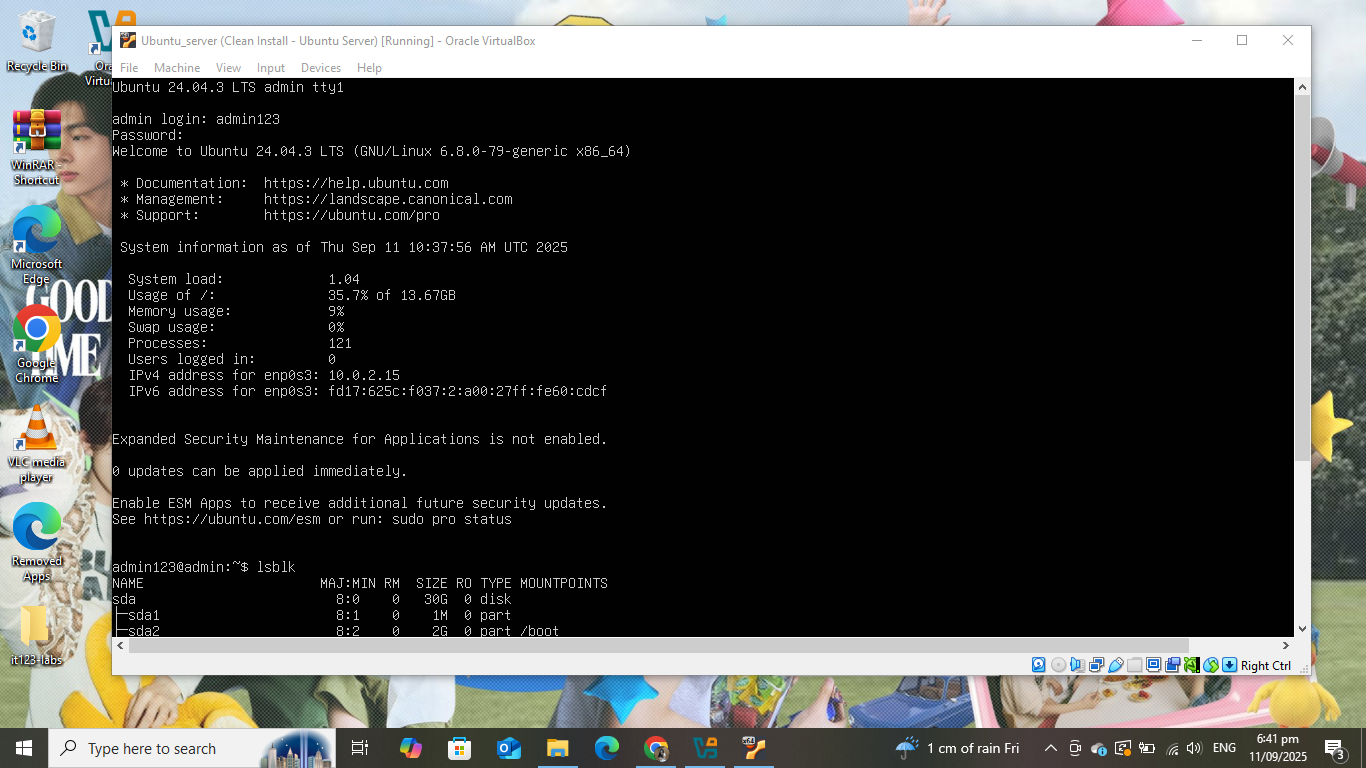 Recycle Bin
Ora
Virtu
WinRAR -
Shortcut
Microsoft
Edge
Google
Chrome
VLC media
player
Removed
Apps
it123-labs
GOOD
TIME
Ubuntu_server (Clean Install - Ubuntu Server) [Running] - Oracle VirtualBox
File Machine View Input Devices Help
Ubuntu 24.04.3 LTS admin tty1
admin login: admin123
Password:
Welcome to Ubuntu 24.04.3 LTS (GNU/Linux 6.8.0-79-generic x86_64)
* Documentation: https://help.ubuntu.com
* Management: https://landscape.canonical.com
* Support: https://ubuntu.com/pro
System information as of Thu Sep 11 10:37:56 AM UTC 2025
System load: 1.04
Usage of /: 35.7% of 13.67GB
Memory usage: 9%
Swap usage: 0%
Processes: 121
Users logged in: 0
IPv4 address for enp0s3: 10.0.2.15
IPv6 address for enp0s3: fd17:625c:f037:2:a00:27ff:fe60:cdcf
Expanded Security Maintenance for Applications is not enabled.
0 updates can be applied immediately.
Enable ESM Apps to receive additional future security updates.
See https://ubuntu.com/esm or run: sudo pro status
admin123@admin:~$ lsblk
NAME MAJ:MIN RM SIZE RO TYPE MOUNTPOINTS
sda 8:0 0 30G 0 disk
├─sda1 8:1 0 1M 0 part
├─sda2 8:2 0 2G 0 part /boot
Right Ctrl
Type here to search
1 cm of rain Fri
ENG
6:41 pm
11/09/2025
3